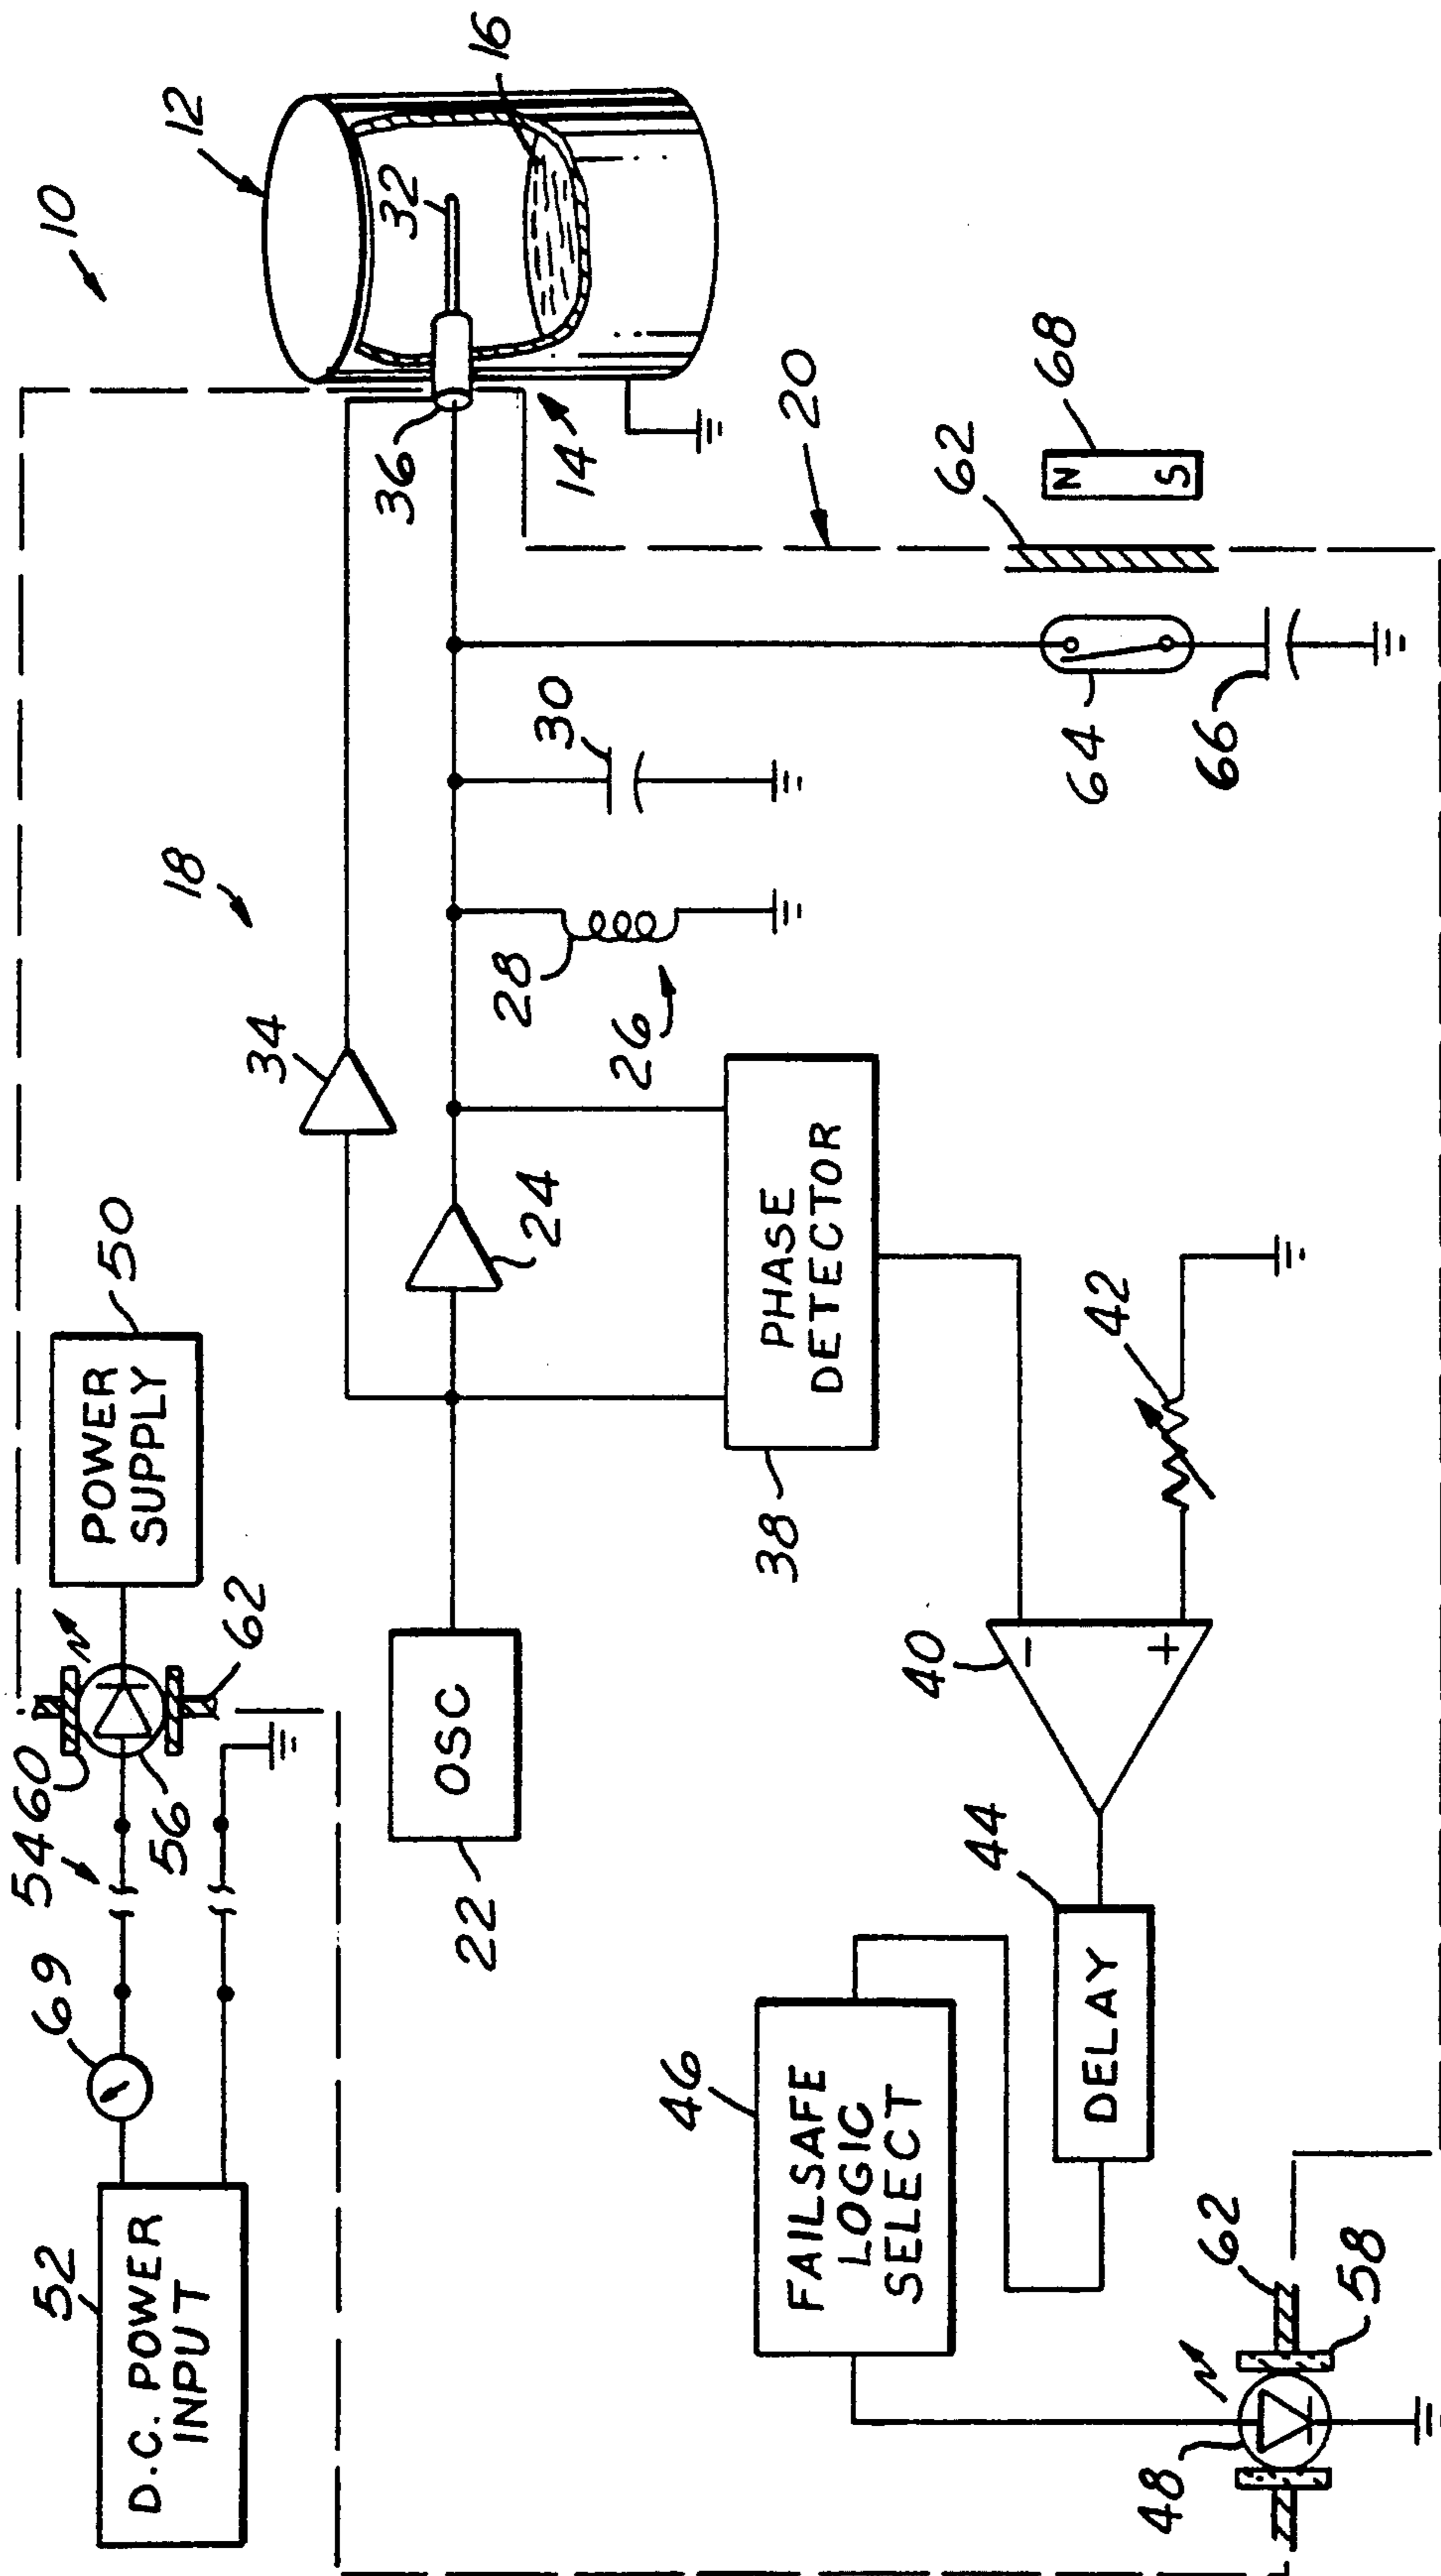 10
12
16
32
36
14
20
18
34
50
POWER
SUPPLY
62
60
54
56
69
52
D.C. POWER
INPUT
OSC
22
24
28
26
30
62
N
S
68
64
66
PHASE
DETECTOR
38
42
40
-
+
44
DELAY
46
FAILSAFE
LOGIC
SELECT
48
62
58